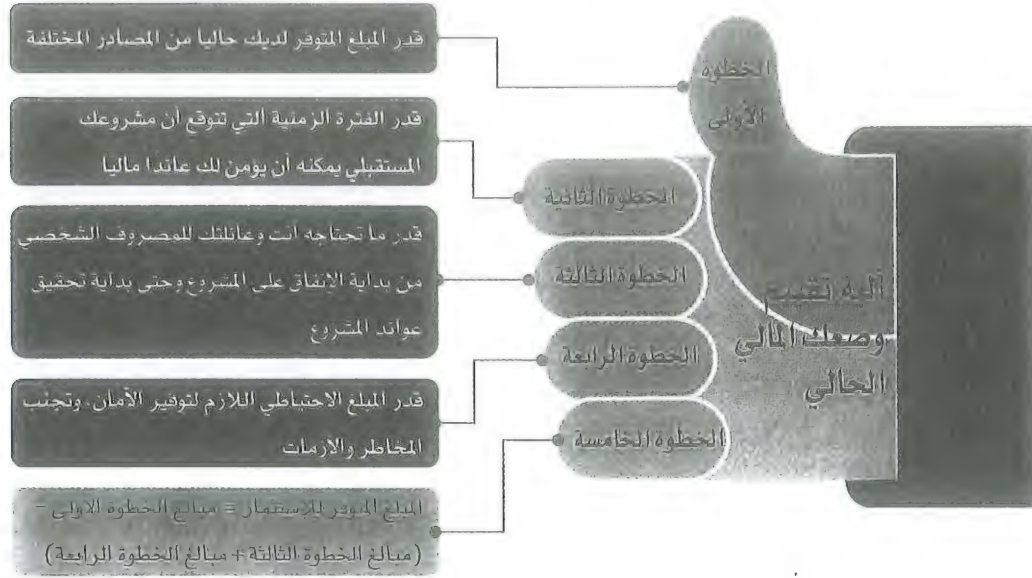 قدر المبلغ المتوفر لديك حاليا من المصادر المختلفة
الخطوة
الأولى
قدر الفترة الزمنية التي تتوقع أن مشروعك
المستقبلي يمكنه أن يؤمن لك عائدا ماليا
الخطوة الثانية
قدر ما تحتاجه أنت وعائلتك للمصروف الشخصي
من بداية الإنفاق على المشروع وحتى بداية تحقيق
عوائد المشروع
الخطوة الثالثة
آلية تقييم
وضعك المالي
الحالي
قدر المبلغ الاحتياطي اللازم لتوفير الأمان، وتجنب
المخاطر والازمات
الخطوة الرابعة
الخطوة الخامسة
المبلغ المتوفر للإستثمار = مبالغ الخطوة الاولى -
(مبالغ الخطوة الثالثة + مبالغ الخطوة الرابعة)